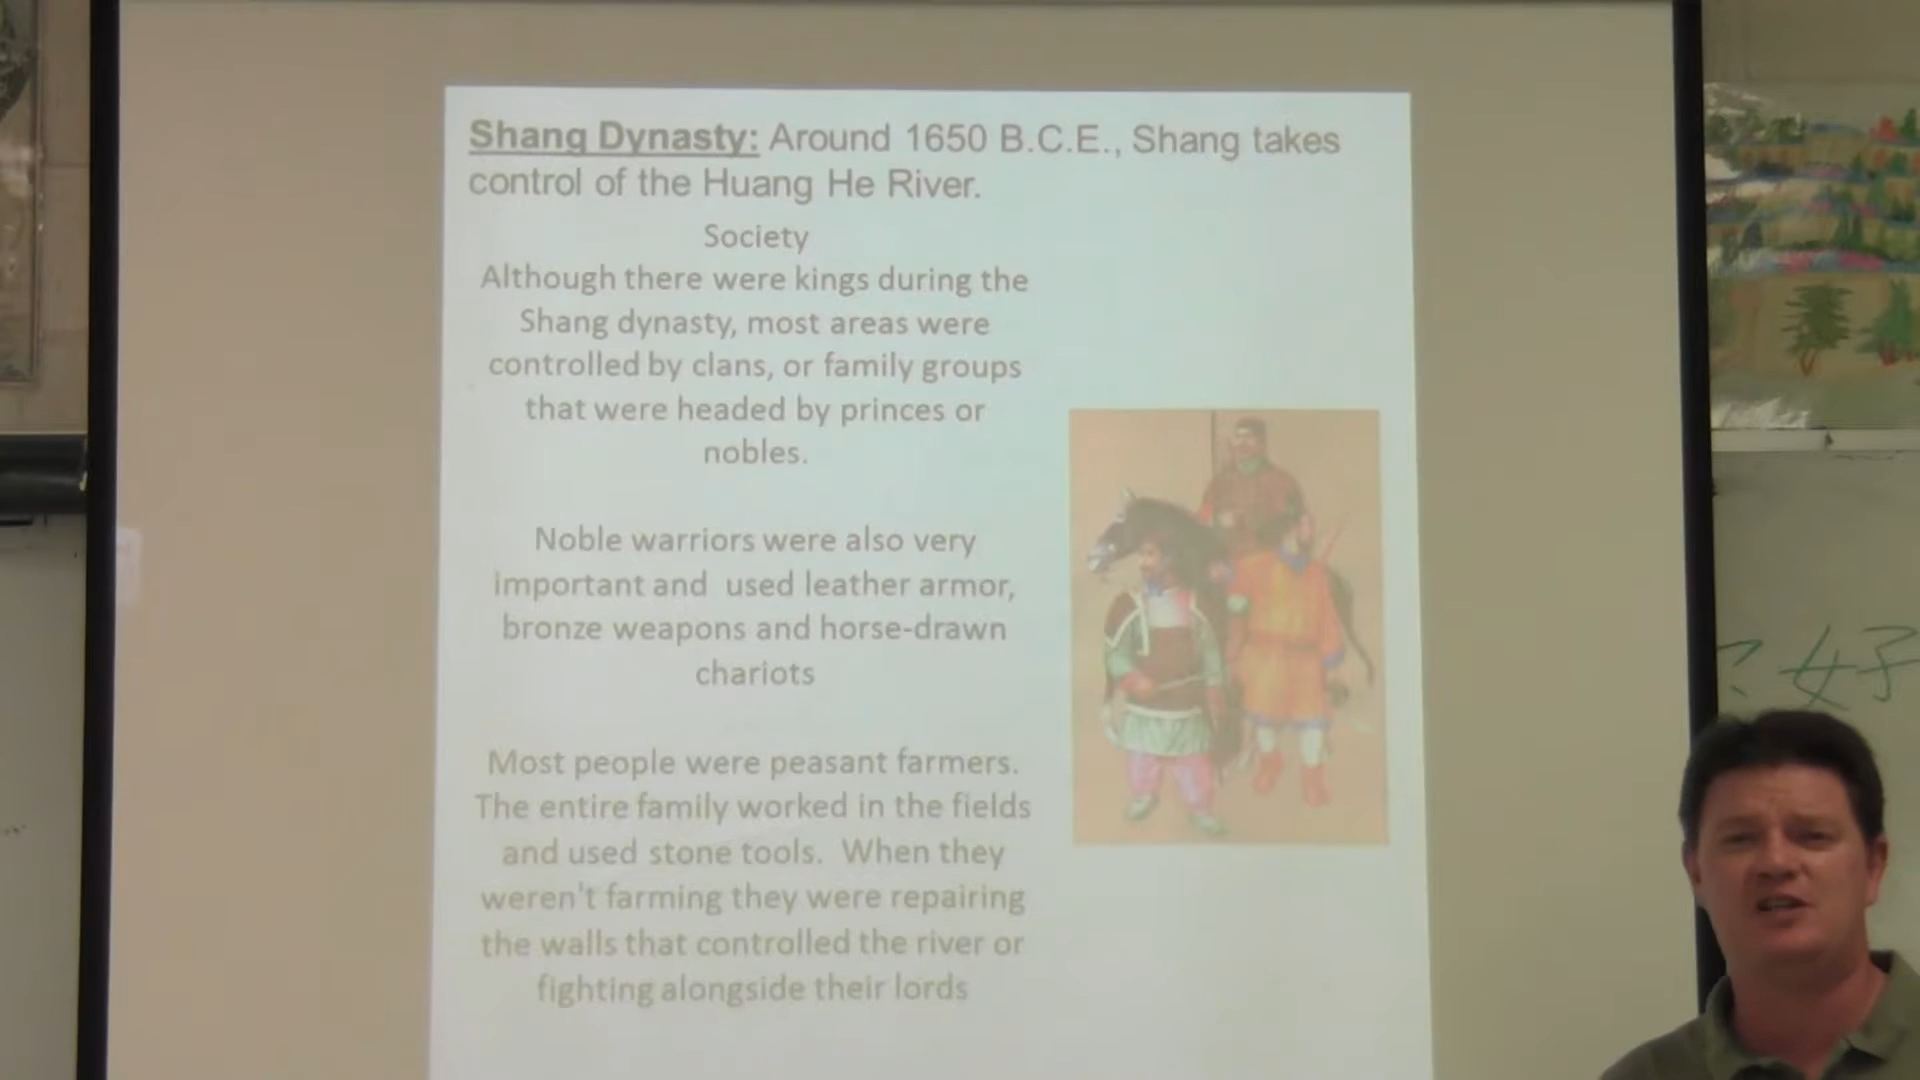 Shang Dynasty: Around 1650 B.C.E., Shang takes
control of the Huang He River.
Society
Although there were kings during the
Shang dynasty, most areas were
controlled by clans, or family groups
that were headed by princes or
nobles.
Noble warriors were also very
important and used leather armor,
bronze weapons and horse-drawn
chariots
Most people were peasant farmers.
The entire family worked in the fields
and used stone tools. When they
weren't farming they were repairing
the walls that controlled the river or
fighting alongside their lords